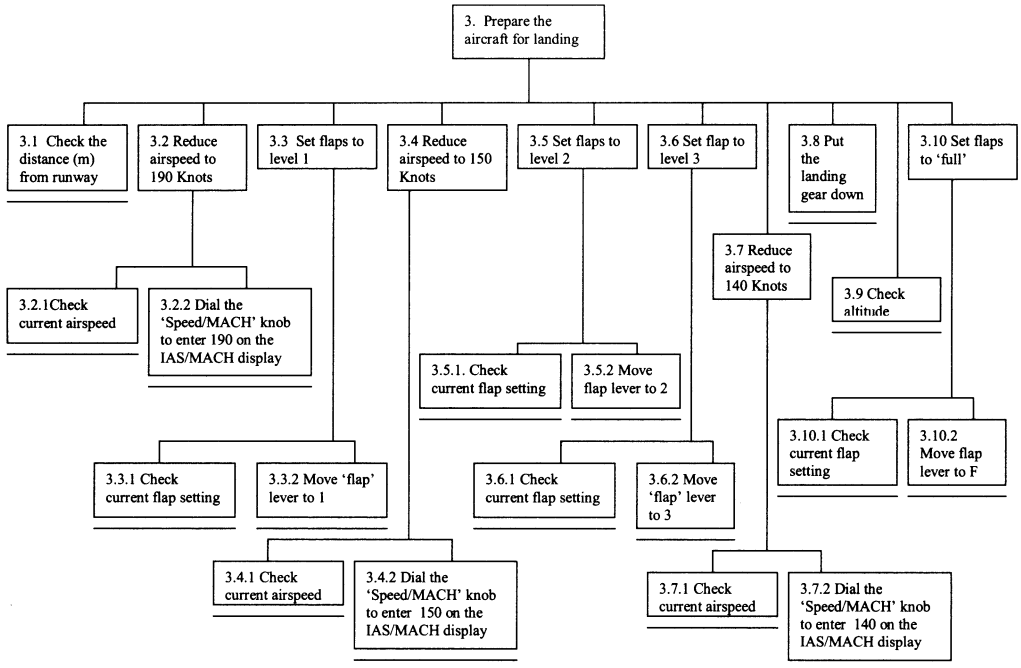 3. Prepare the
aircraft for landing
3.1 Check the
distance (m)
from runway
3.2 Reduce
airspeed to
190 Knots
3.3 Set flaps to
level 1
3.4 Reduce
airspeed to 150
Knots
3.5 Set flaps to
level 2
3.6 Set flap to
level 3
3.8 Put
the
landing
gear down
3.10 Set flaps
to ‘full’
3.7 Reduce
airspeed to
140 Knots
3.9 Check
altitude
3.2.1Check
current airspeed
3.2.2 Dial the
‘Speed/MACH’ knob
to enter 190 on the
IAS/MACH display
3.5.1. Check
current flap setting
3.5.2 Move
flap lever to 2
3.10.1 Check
current flap
setting
3.10.2
Move flap
lever to F
3.3.1 Check
current flap setting
3.3.2 Move ‘flap’
lever to 1
3.6.1 Check
current flap setting
3.6.2 Move
‘flap’ lever
to 3
3.4.1 Check
current airspeed
3.4.2 Dial the
‘Speed/MACH’ knob
to enter 150 on the
IAS/MACH display
3.7.1 Check
current airspeed
3.7.2 Dial the
‘Speed/MACH’ knob
to enter 140 on the
IAS/MACH display